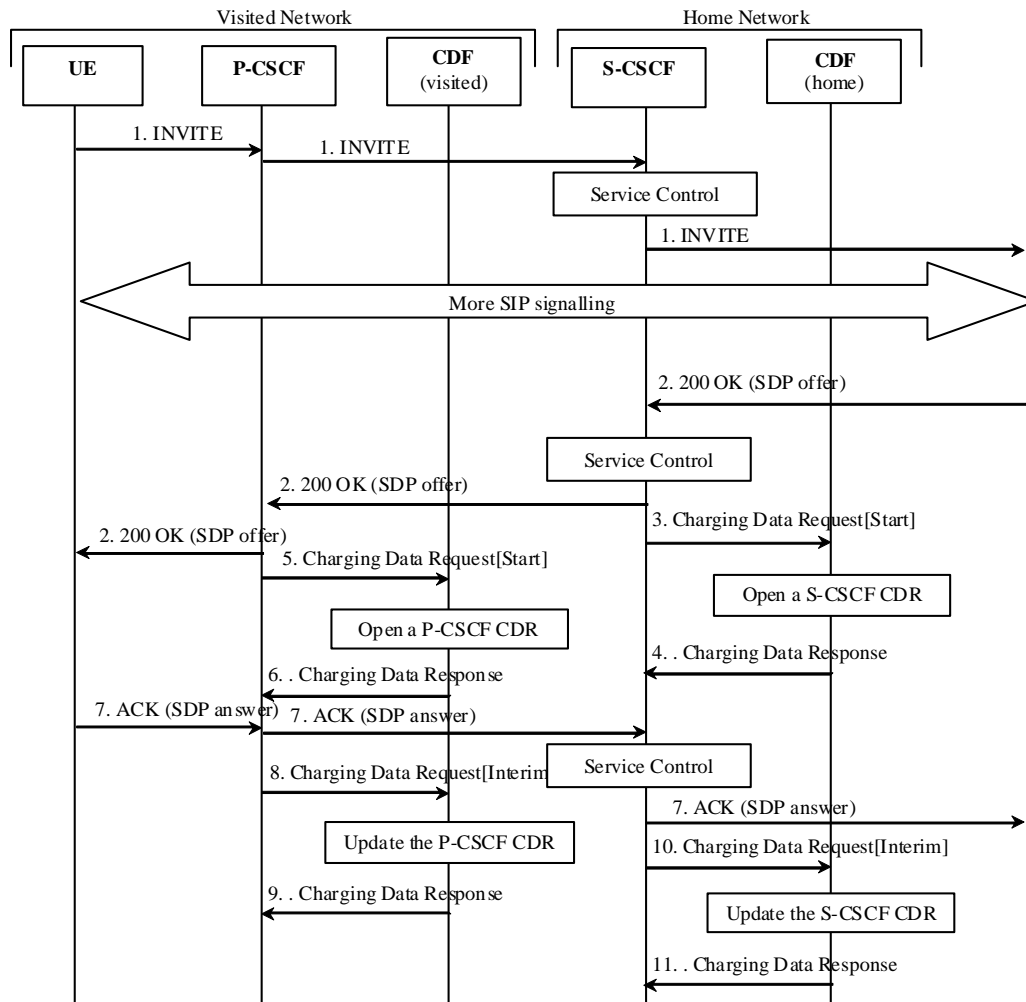 Visited Network
Home Network
UE
P-CSCF
CDF
(visited)
S-CSCF
CDF
(home)
1. INVITE
1. INVITE
Service Control
1. INVITE
More SIP signalling
2. 200 OK (SDP offer)
Service Control
2. 200 OK (SDP offer)
3. Charging Data Request[Start]
2. 200 OK (SDP offer)
5. Charging Data Request[Start]
Open a S-CSCF CDR
Open a P-CSCF CDR
4. . Charging Data Response
6. . Charging Data Response
7. ACK (SDP answer)
7. ACK (SDP answer)
Service Control
8. Charging Data Request[Interim
7. ACK (SDP answer)
Update the P-CSCF CDR
10. Charging Data Request[Interim]
9. . Charging Data Response
Update the S-CSCF CDR
11. . Charging Data Response